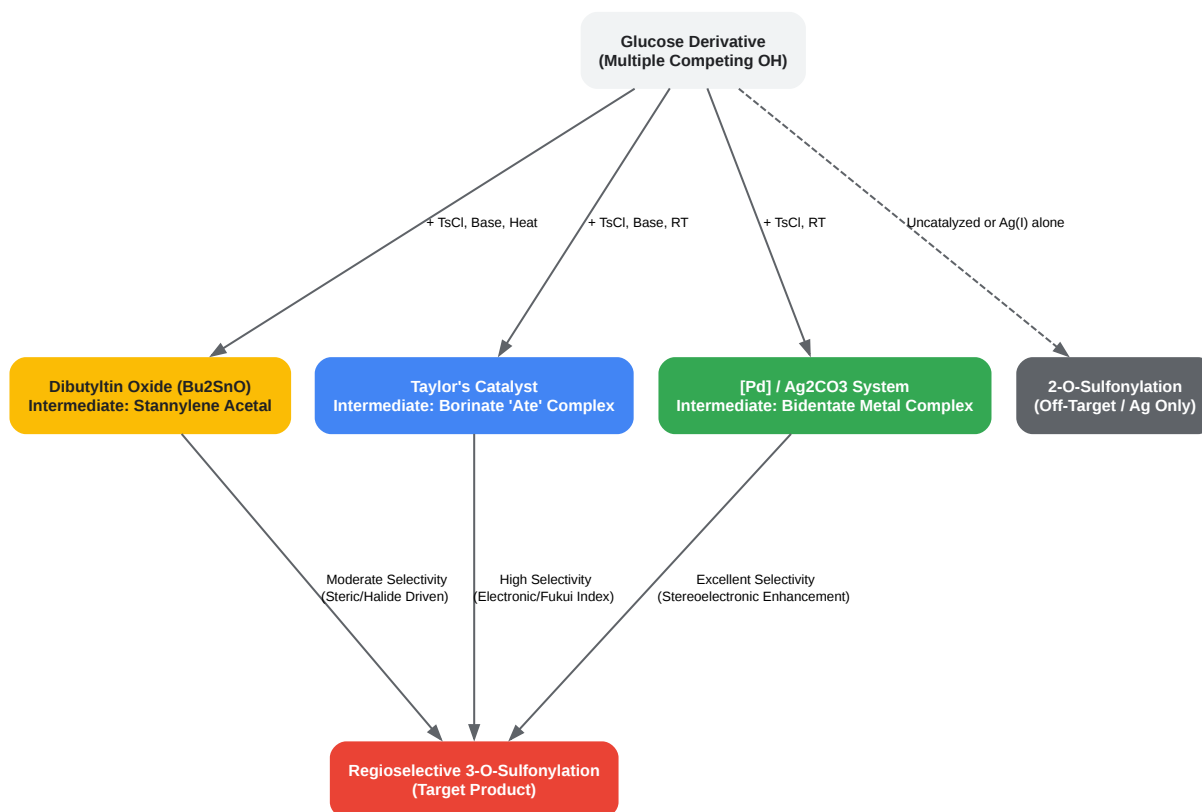 Glucose Derivative
(Multiple Competing OH)
+ TsCl, Base, Heat
+ TsCl, Base, RT
+ TsCl, RT
Uncatalyzed or Ag(I) alone
Dibutyltin Oxide (Bu2SnO)
Intermediate: Stannylene Acetal
Taylor's Catalyst
Intermediate: Borinate 'Ate' Complex
[Pd] / Ag2CO3 System
Intermediate: Bidentate Metal Complex
2-O-Sulfonylation
(Off-Target / Ag Only)
Moderate Selectivity
(Steric/Halide Driven)
High Selectivity
(Electronic/Fukui Index)
Excellent Selectivity
(Stereoelectronic Enhancement)
Regioselective 3-O-Sulfonylation
(Target Product)